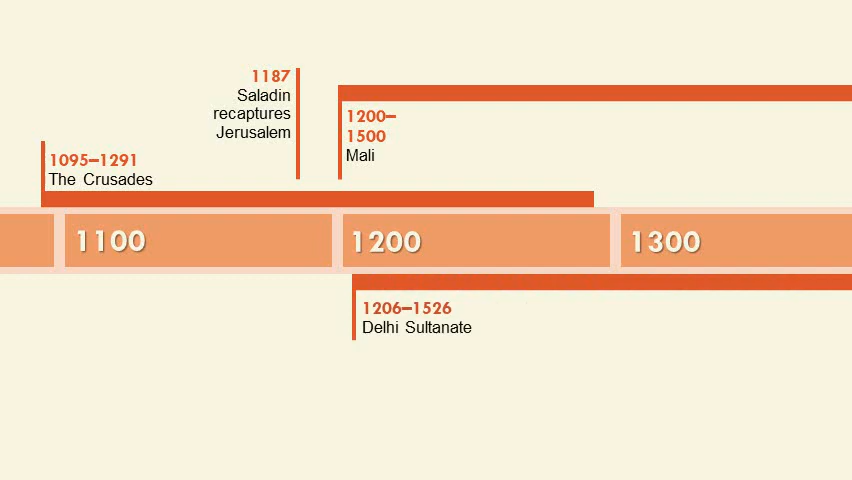 1187
Saladin
recaptures
Jerusalem
1200–
1500
Mali
1095–1291
The Crusades
1100
1200
1300
1206–1526
Delhi Sultanate